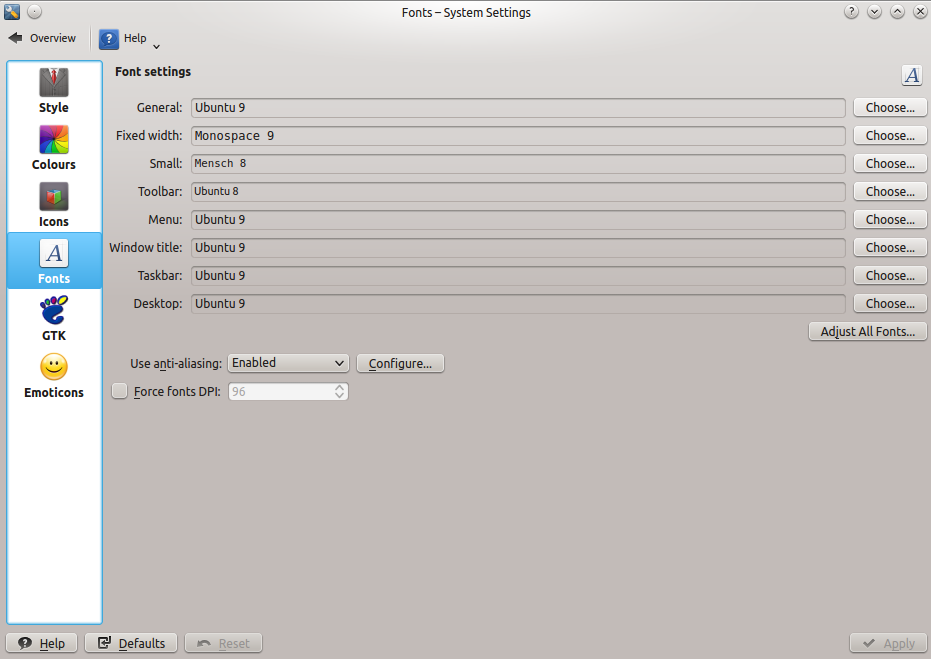 Fonts – System Settings
Overview Help
Font settings
Style
Colours
Icons
Fonts
GTK
Emoticons
General: Ubuntu 9 Choose...
Fixed width: Monospace 9 Choose...
Small: Mensch 8 Choose...
Toolbar: Ubuntu 8 Choose...
Menu: Ubuntu 9 Choose...
Window title: Ubuntu 9 Choose...
Taskbar: Ubuntu 9 Choose...
Desktop: Ubuntu 9 Choose...
Adjust All Fonts...
Use anti-aliasing: Enabled Configure...
Force fonts DPI: 96
Help Defaults Reset Apply